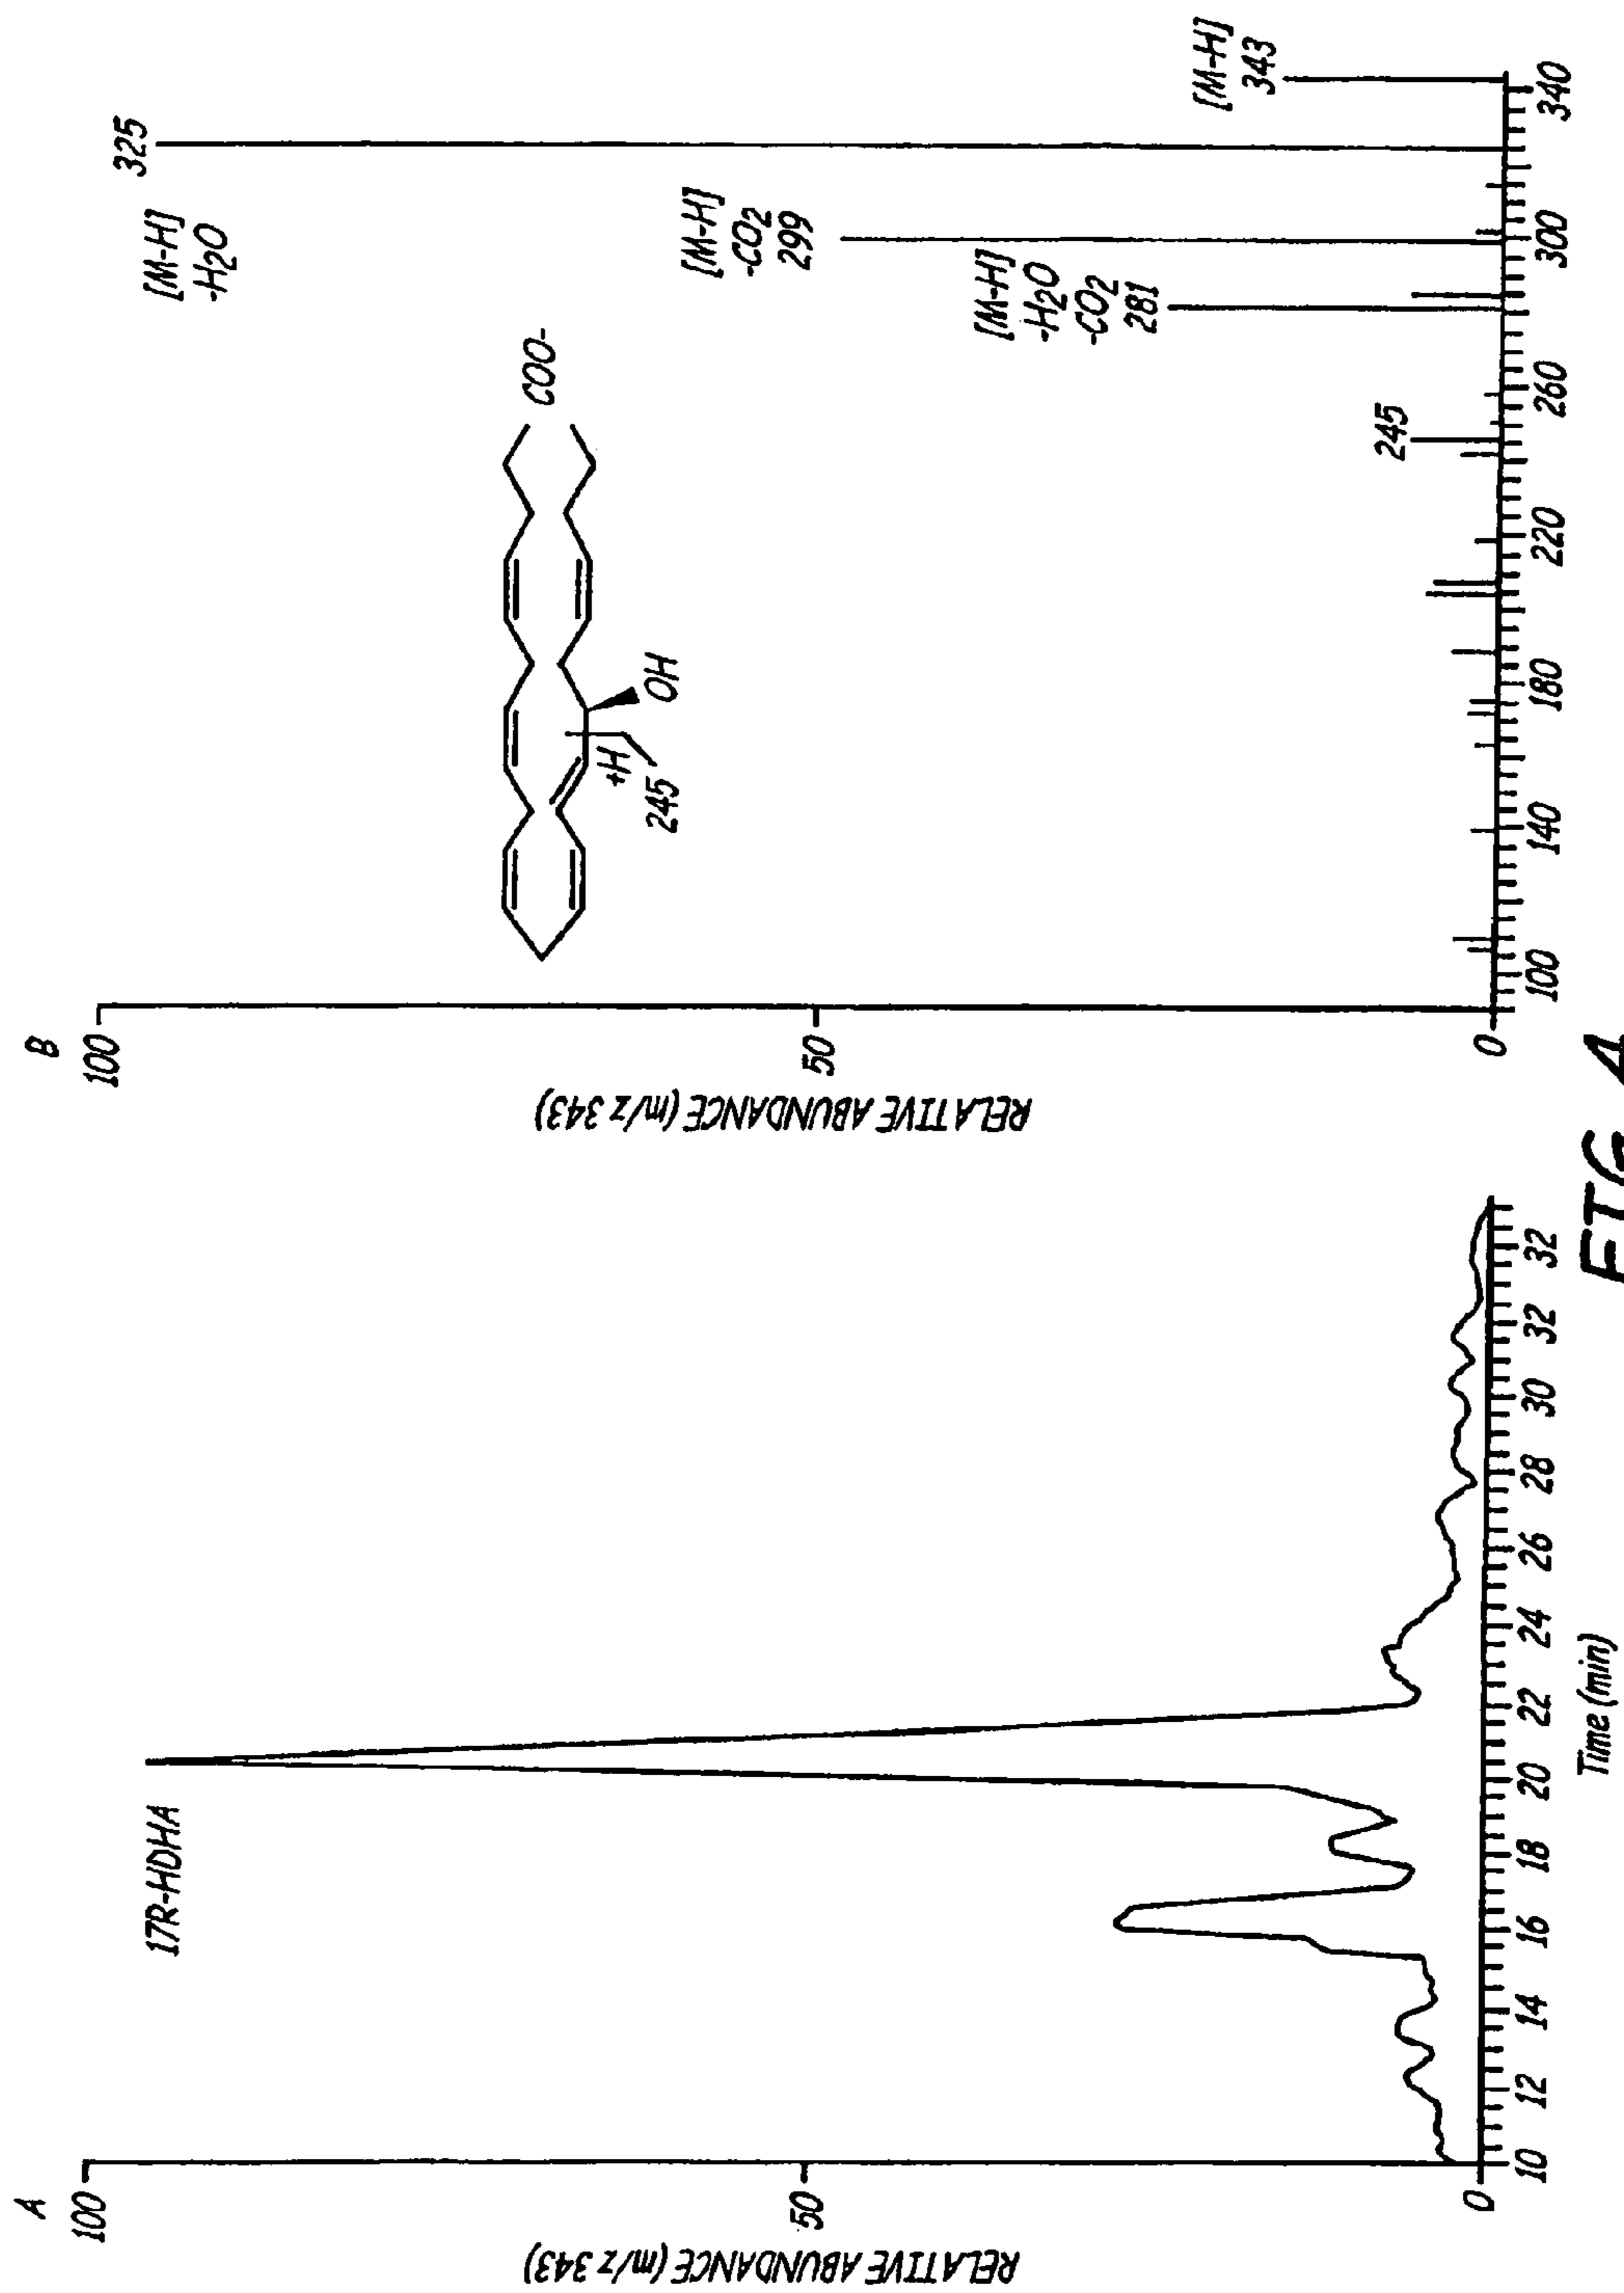 A
100
50
0
RELATIVE ABUNDANCE (m/z 343)
17R-HDHA
10 12 14 16 18 20 22 24 26 28 30 32 32
Time (min)
B
100
50
0
RELATIVE ABUNDANCE (m/z 343)
[M-H]
-H2O
325
[M-H]
-CO2
299
[M-H]
-H2O
-CO2
281
[M-H]
343
245
COO-
OH
+H
245
100 140 180 220 260 300 340
FIG. 4